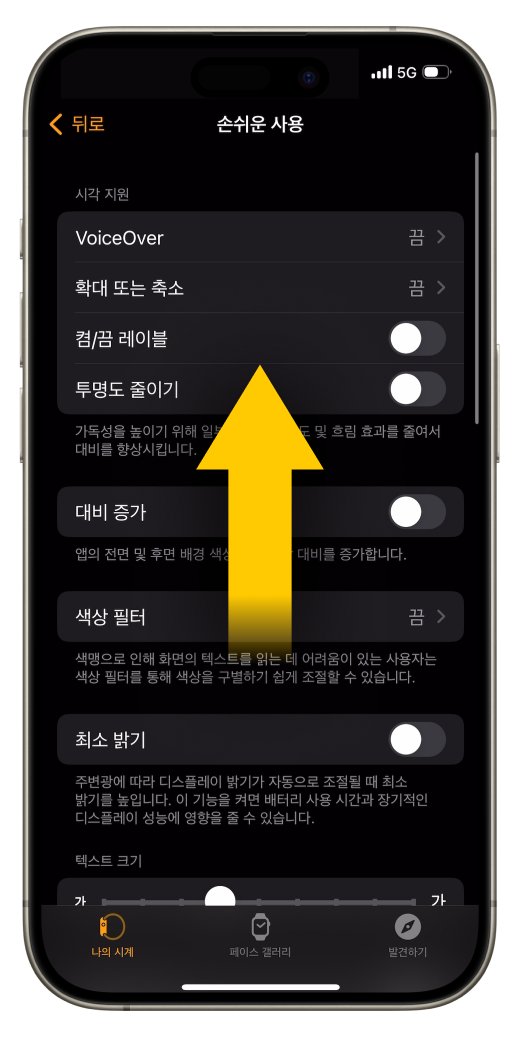 5G
뒤로
손쉬운 사용
시각 지원
VoiceOver 끔
확대 또는 축소 끔
켬/끔 레이블
투명도 줄이기
가독성을 높이기 위해 및 흐림 효과를 줄여서
대비를 향상시킵니다.
대비 증가
앱의 전면 및 후면 배경 대비를 증가합니다.
색상 필터 끔
색맹으로 인해 화면의 텍스트를 읽는 데 어려움이 있는 사용자는
색상 필터를 통해 색상을 구별하기 쉽게 조절할 수 있습니다.
최소 밝기
주변광에 따라 디스플레이 밝기가 자동으로 조절될 때 최소
밝기를 높입니다. 이 기능을 켜면 배터리 사용 시간과 장기적인
디스플레이 성능에 영향을 줄 수 있습니다.
텍스트 크기
가 가
나의 시계 페이스 갤러리 발견하기